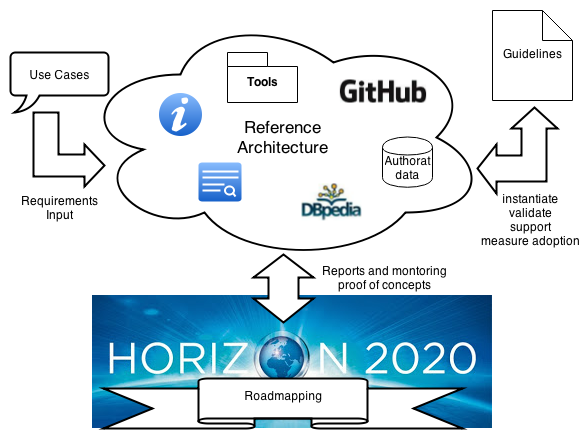 Use Cases
Tools
GitHub
Guidelines
Reference
Architecture
Authorat
data
DBpedia
Requirements
Input
instantiate
validate
support
measure adoption
Reports and montoring
proof of concepts
HORIZON 2020
Roadmapping